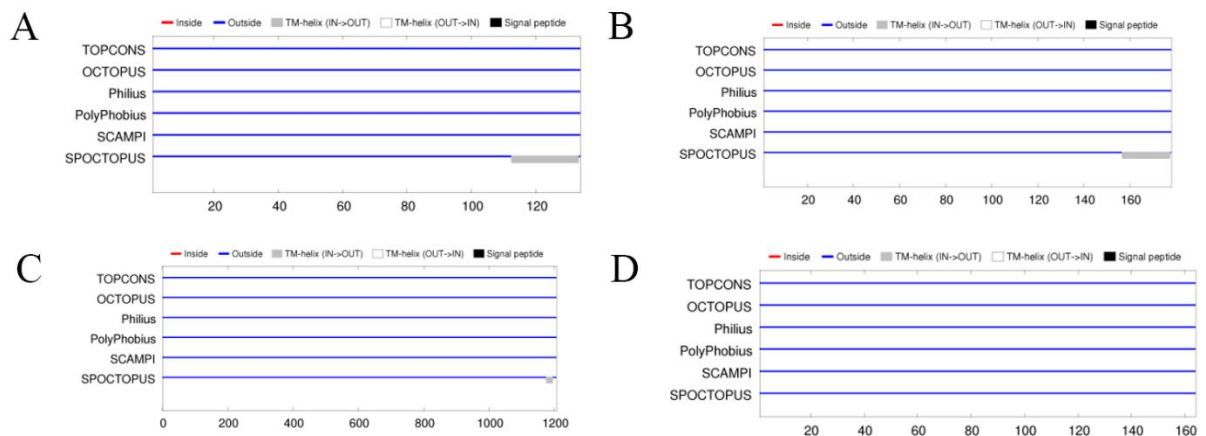 A
Inside Outside TM-helix (IN->OUT) TM-helix (OUT->IN) Signal peptide
TOPCONS
OCTOPUS
Philius
PolyPhobius
SCAMPI
SPOCTOPUS
20 40 60 80 100 120
B
Inside Outside TM-helix (IN->OUT) TM-helix (OUT->IN) Signal peptide
TOPCONS
OCTOPUS
Philius
PolyPhobius
SCAMPI
SPOCTOPUS
20 40 60 80 100 120 140 160
C
Inside Outside TM-helix (IN->OUT) TM-helix (OUT->IN) Signal peptide
TOPCONS
OCTOPUS
Philius
PolyPhobius
SCAMPI
SPOCTOPUS
0 200 400 600 800 1000 1200
D
Inside Outside TM-helix (IN->OUT) TM-helix (OUT->IN) Signal peptide
TOPCONS
OCTOPUS
Philius
PolyPhobius
SCAMPI
SPOCTOPUS
20 40 60 80 100 120 140 160